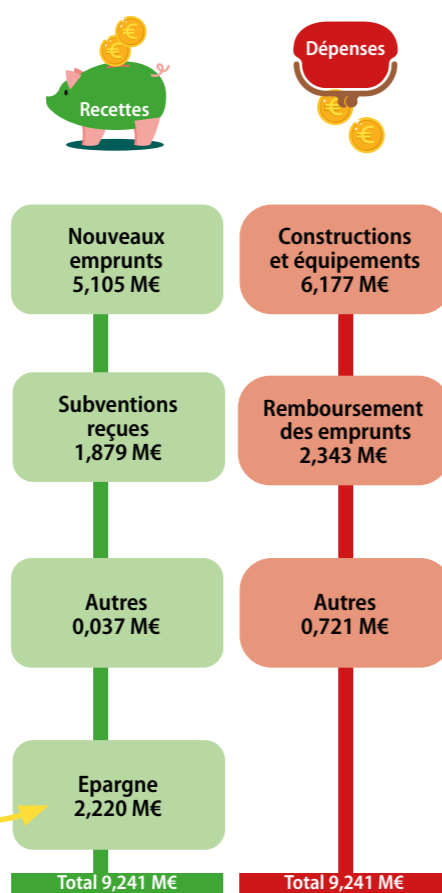 Recettes
Dépenses
Nouveaux
emprunts
5,105 M€
Constructions
et équipements
6,177 M€
Subventions
reçues
1,879 M€
Remboursement
des emprunts
2,343 M€
Autres
0,037 M€
Autres
0,721 M€
Epargne
2,220 M€
Total 9,241 M€
Total 9,241 M€